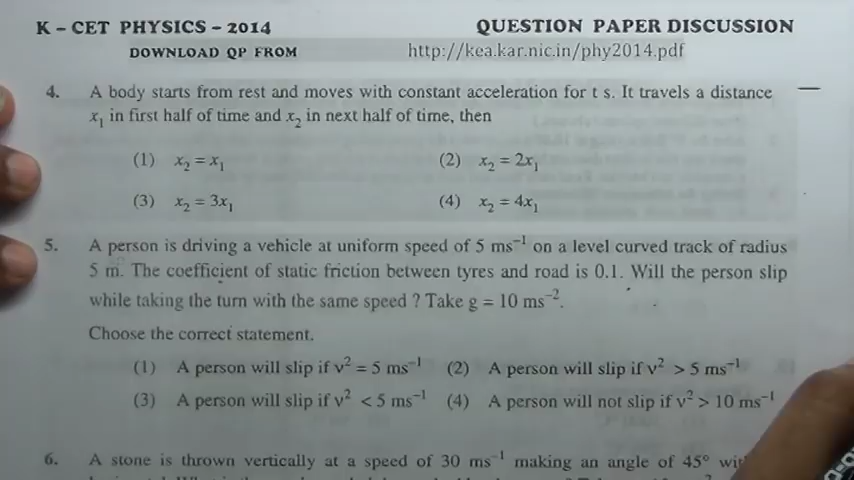 K – CET PHYSICS – 2014 QUESTION PAPER DISCUSSION
DOWNLOAD QP FROM http://kea.kar.nic.in/phy2014.pdf
4. A body starts from rest and moves with constant acceleration for t s. It travels a distance
x₁ in first half of time and x₂ in next half of time, then
(1) x₂ = x₁ (2) x₂ = 2x₁
(3) x₂ = 3x₁ (4) x₂ = 4x₁
5. A person is driving a vehicle at uniform speed of 5 ms⁻¹ on a level curved track of radius
5 m. The coefficient of static friction between tyres and road is 0.1. Will the person slip
while taking the turn with the same speed ? Take g = 10 ms⁻².
Choose the correct statement.
(1) A person will slip if v² = 5 ms⁻¹ (2) A person will slip if v² > 5 ms⁻¹
(3) A person will slip if v² < 5 ms⁻¹ (4) A person will not slip if v² > 10 ms⁻¹
6. A stone is thrown vertically at a speed of 30 ms⁻¹ making an angle of 45°